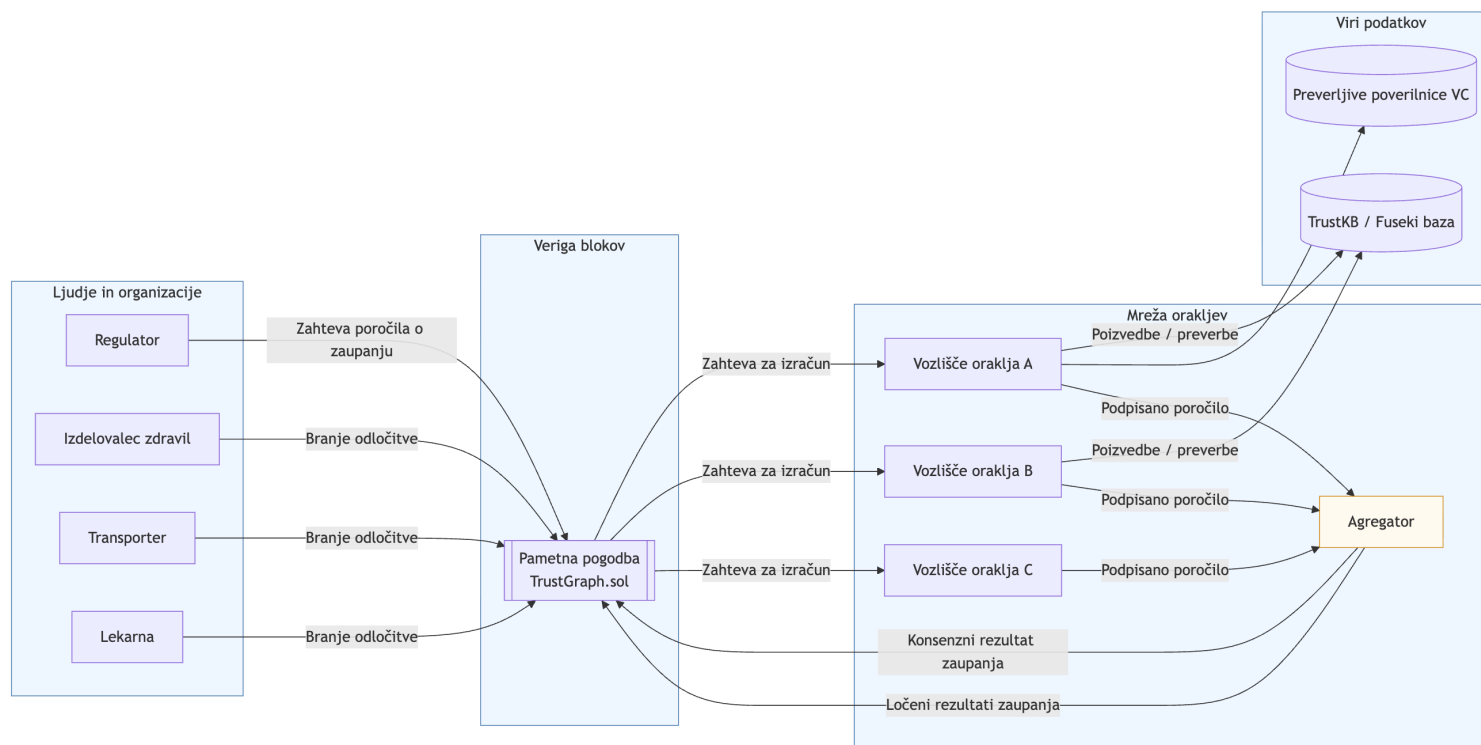 Viri podatkov
Preverljive poverilnice VC
TrustKB / Fuseki baza
Veriga blokov
Ljudje in organizacije
Mreža orakljev
Regulator
Zahteva poročila o
zaupanju
Zahteva za izračun
Vozlišče oraklja A
Poizvedbe / preverbe
Podpisano poročilo
Izdelovalec zdravil
Branje odločitve
Zahteva za izračun
Vozlišče oraklja B
Poizvedbe / preverbe
Podpisano poročilo
Agregator
Transporter
Branje odločitve
Pametna pogodba
TrustGraph.sol
Zahteva za izračun
Vozlišče oraklja C
Podpisano poročilo
Lekarna
Branje odločitve
Konsenzni rezultat
zaupanja
Ločeni rezultati zaupanja